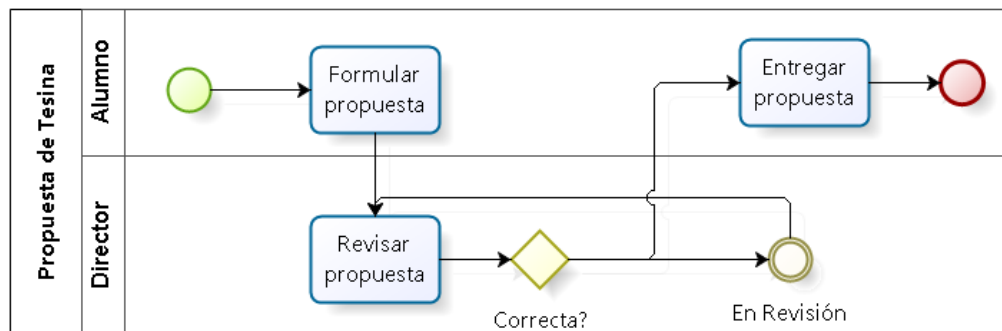 Propuesta de Tesina
Alumno
Formular
propuesta
Entregar
propuesta
Director
Revisar
propuesta
Correcta?
En Revisión